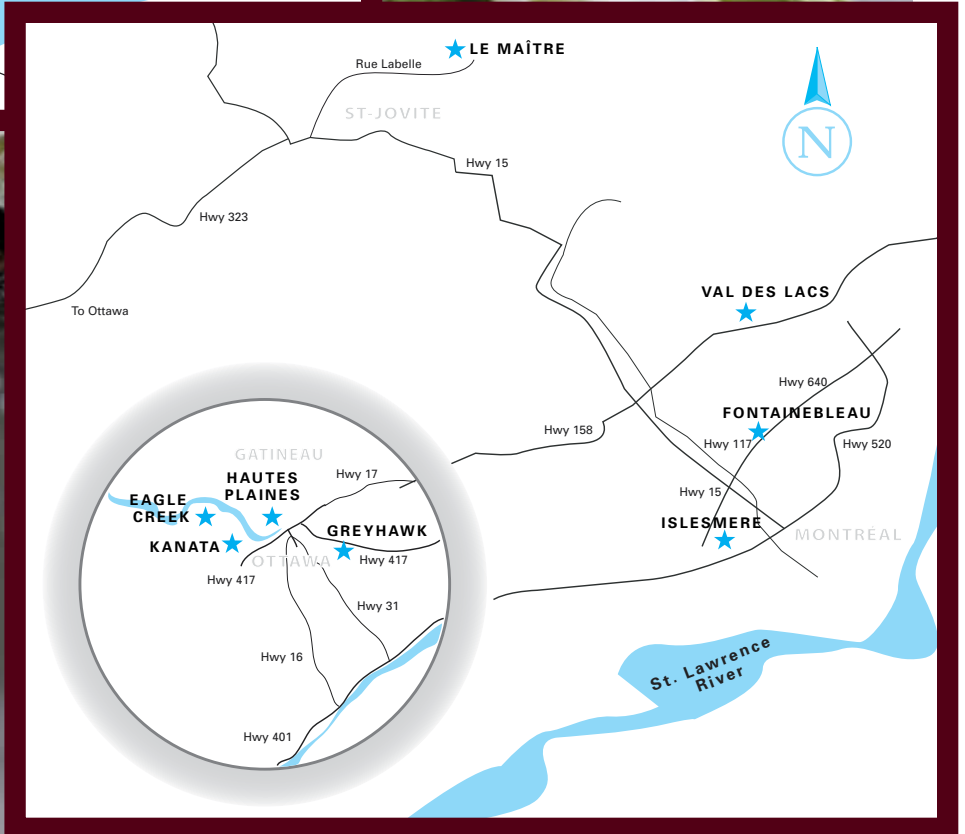 LE MAÎTRE
Rue Labelle
ST-JOVITE
N
Hwy 15
Hwy 323
To Ottawa
VAL DES LACS
Hwy 640
FONTAINEBLEAU
Hwy 158
Hwy 117
Hwy 520
Hwy 15
ISLESMERE
MONTRÉAL
GATINEAU
HAUTES
PLAINES
Hwy 17
EAGLE
CREEK
GREYHAWK
KANATA
OTTAWA
Hwy 417
Hwy 417
Hwy 31
Hwy 16
Hwy 401
St. Lawrence
River